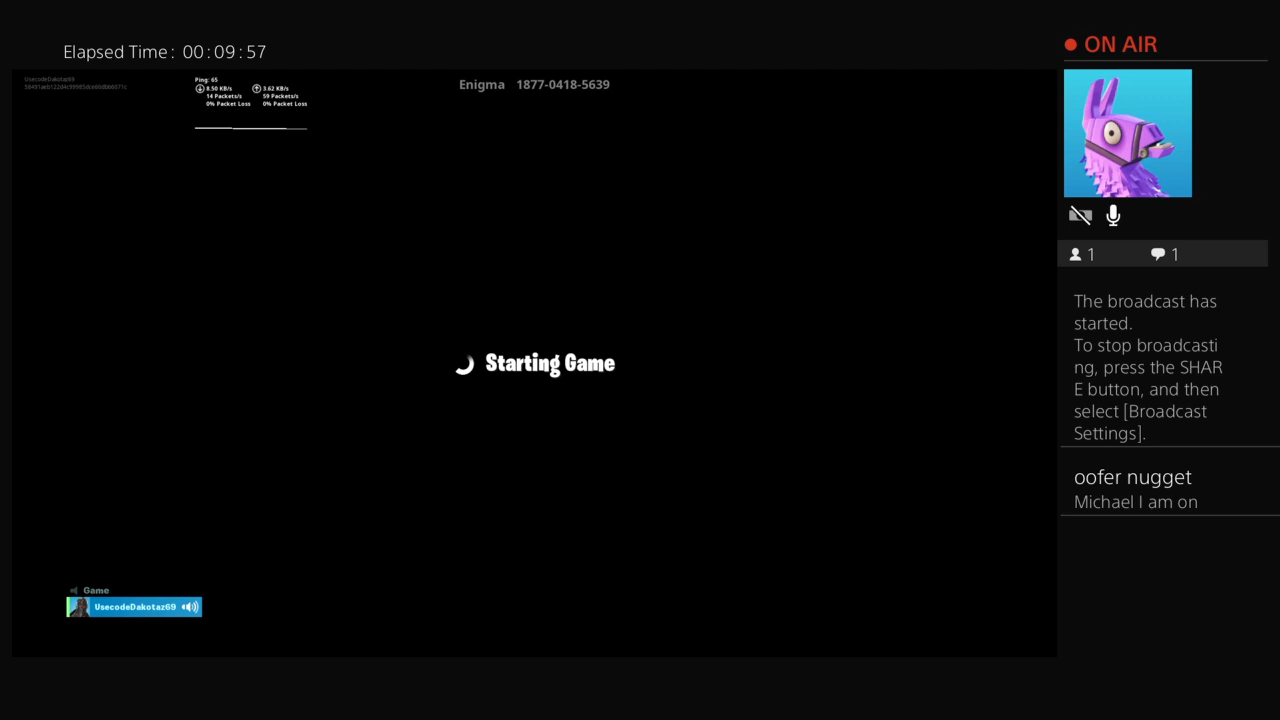 Elapsed Time: 00:09:57
ON AIR
UsecodeDakotaz69
Ping: 65
8.50 KB/s 3.62 KB/s
14 Packets/s 59 Packets/s
0% Packet Loss 0% Packet Loss
Enigma 1877-0418-5639
1 1
Starting Game
The broadcast has
started.
To stop broadcasti
ng, press the SHAR
E button, and then
select [Broadcast
Settings].
oofer nugget
Michael I am on
Game
UsecodeDakotaz69